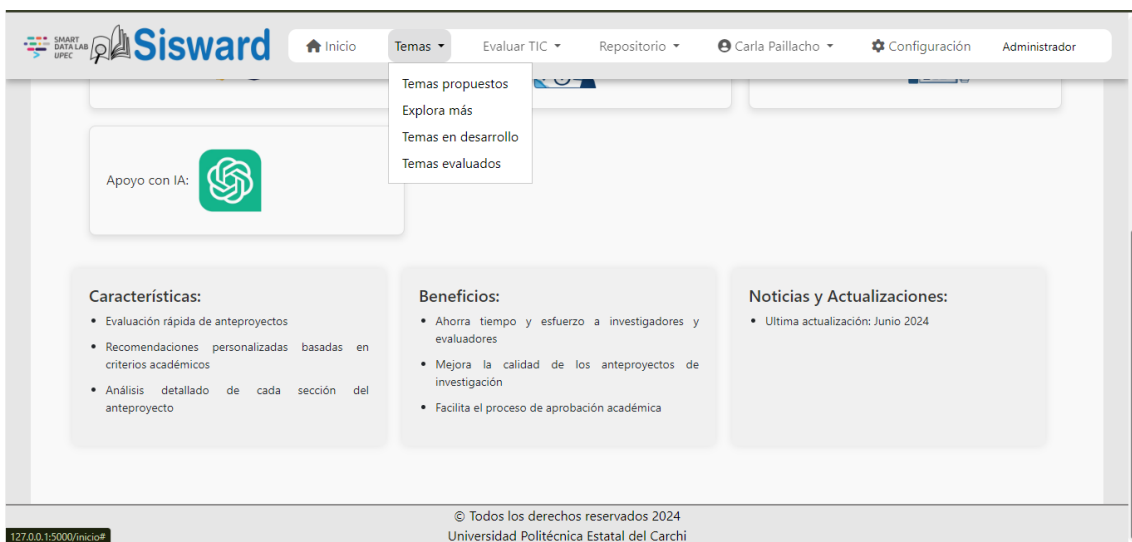 SMART
DATA LAB
UPEC
Sisward
Inicio
Temas
Evaluar TIC
Repositorio
Carla Paillacho
Configuración
Administrador
Temas propuestos
Explora más
Temas en desarrollo
Temas evaluados
Apoyo con IA:
Características:
• Evaluación rápida de anteproyectos
• Recomendaciones personalizadas basadas en
criterios académicos
• Análisis detallado de cada sección del
anteproyecto
Beneficios:
• Ahorra tiempo y esfuerzo a investigadores y
evaluadores
• Mejora la calidad de los anteproyectos de
investigación
• Facilita el proceso de aprobación académica
Noticias y Actualizaciones:
• Ultima actualización: Junio 2024
© Todos los derechos reservados 2024
Universidad Politécnica Estatal del Carchi
127.0.0.1:5000/inicio#